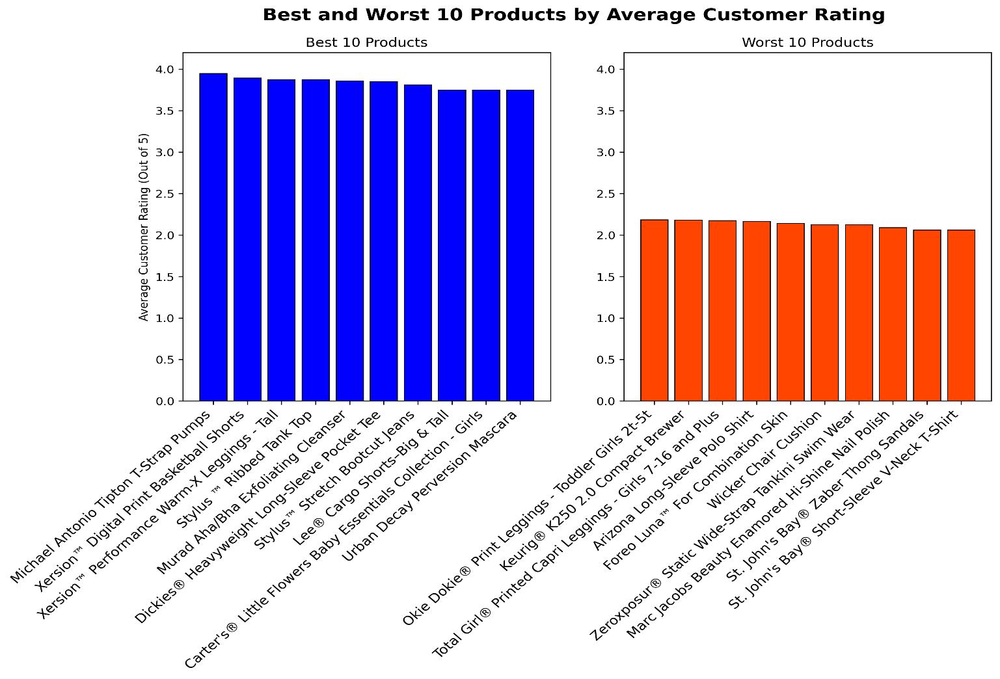 Best and Worst 10 Products by Average Customer Rating
Best 10 Products
Average Customer Rating (Out of 5)
4.0
3.5
3.0
2.5
2.0
1.5
1.0
0.5
0.0
Michael Antonio Tipton T-Strap Pumps
Xersion™ Digital Print Basketball Shorts
Xersion™ Performance Warm-X Leggings - Tall
Stylus ™ Ribbed Tank Top
Murad Aha/Bha Exfoliating Cleanser
Dickies® Heavyweight Long-Sleeve Pocket Tee
Stylus™ Stretch Bootcut Jeans
Lee® Cargo Shorts–Big & Tall
Carter's® Little Flowers Baby Essentials Collection - Girls
Urban Decay Perversion Mascara
Worst 10 Products
4.0
3.5
3.0
2.5
2.0
1.5
1.0
0.5
0.0
Okie Dokie® Print Leggings - Toddler Girls 2t-5t
Keurig® K250 2.0 Compact Brewer
Total Girl® Printed Capri Leggings - Girls 7-16 and Plus
Arizona Long-Sleeve Polo Shirt
Foreo Luna™ For Combination Skin
Wicker Chair Cushion
Zeroxposur® Static Wide-Strap Tankini Swim Wear
Marc Jacobs Beauty Enamored Hi-Shine Nail Polish
St. John's Bay® Zaber Thong Sandals
St. John's Bay® Short-Sleeve V-Neck T-Shirt